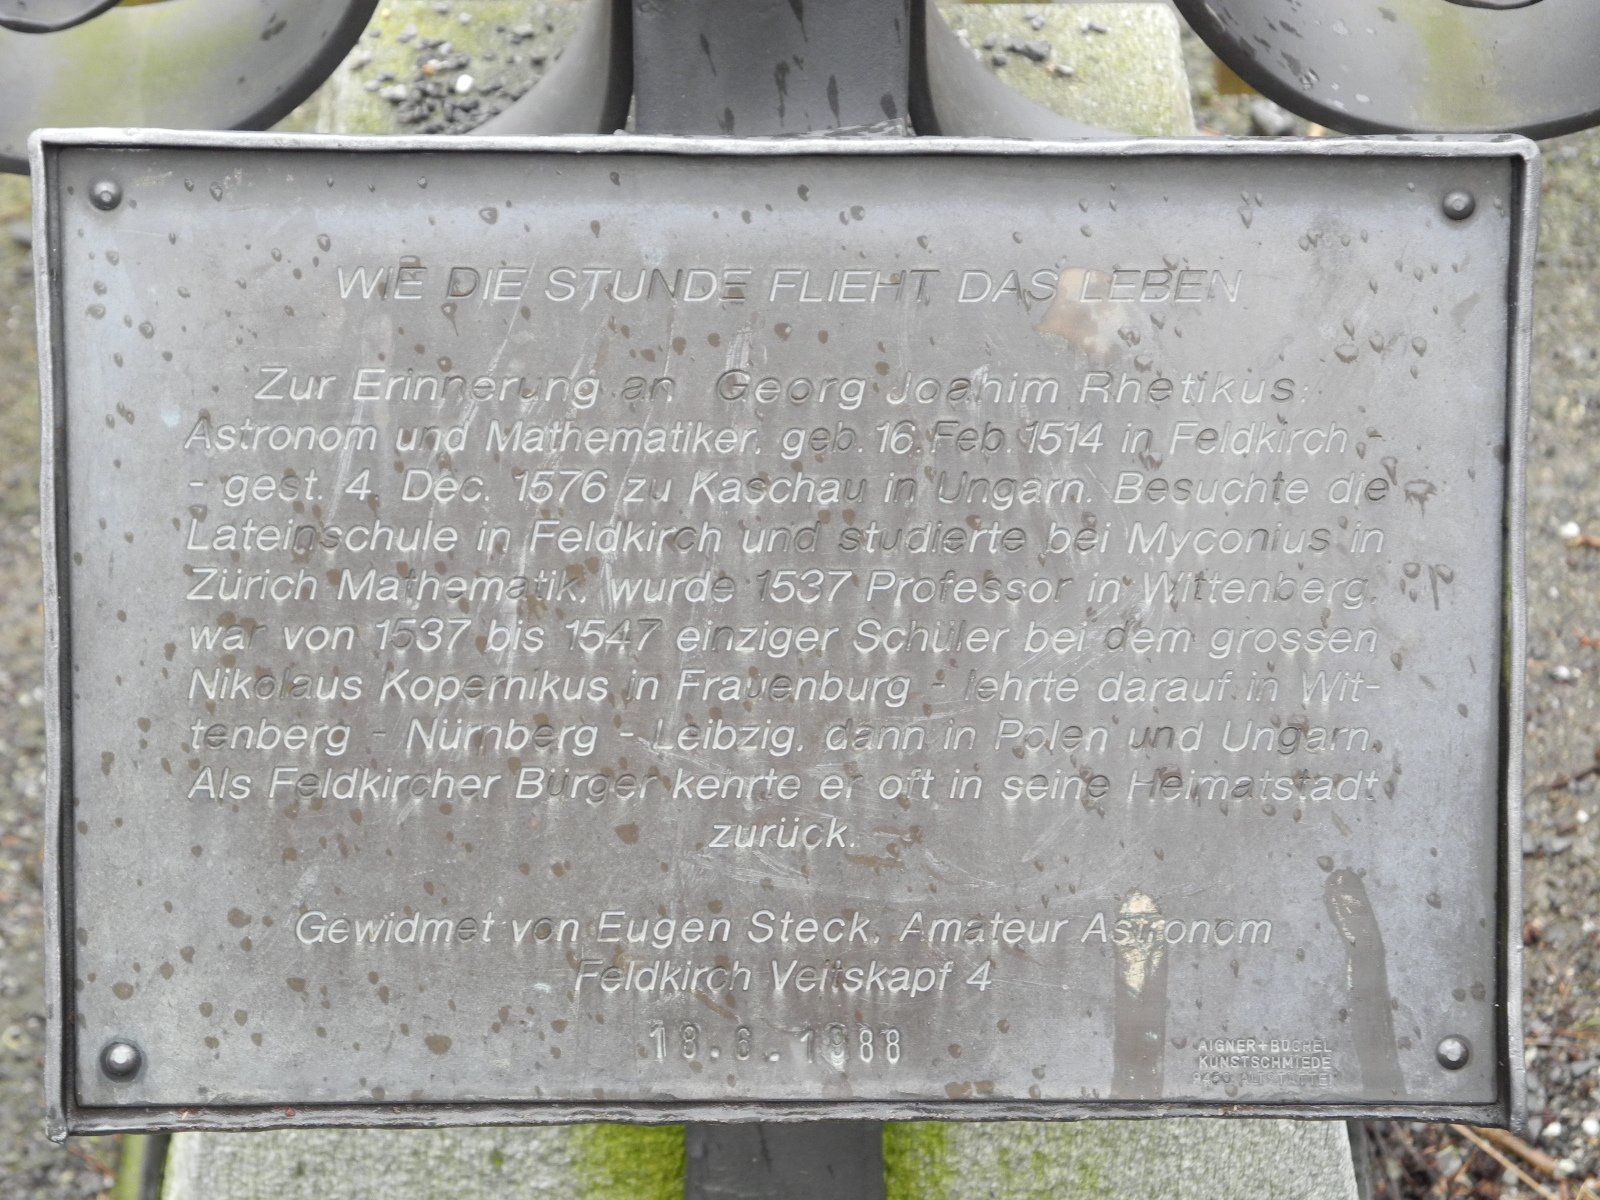 WIE DIE STUNDE FLIEHT DAS LEBEN
Zur Erinnerung an Georg Joahim Rhetikus:
Astronom und Mathematiker, geb. 16. Feb. 1514 in Feldkirch
- gest. 4. Dec. 1576 zu Kaschau in Ungarn. Besuchte die
Lateinschule in Feldkirch und studierte bei Myconius in
Zürich Mathematik, wurde 1537 Professor in Wittenberg,
war von 1537 bis 1547 einziger Schüler bei dem grossen
Nikolaus Kopernikus in Frauenburg - lehrte darauf in Wit-
tenberg - Nürnberg - Leibzig, dann in Polen und Ungarn.
Als Feldkircher Bürger kehrte er oft in seine Heimatstadt
zurück.
Gewidmet von Eugen Steck, Amateur Astronom
Feldkirch Veitskapf 4
18.6.1988
AIGNER+BÜCHEL
KUNSTSCHMIEDE